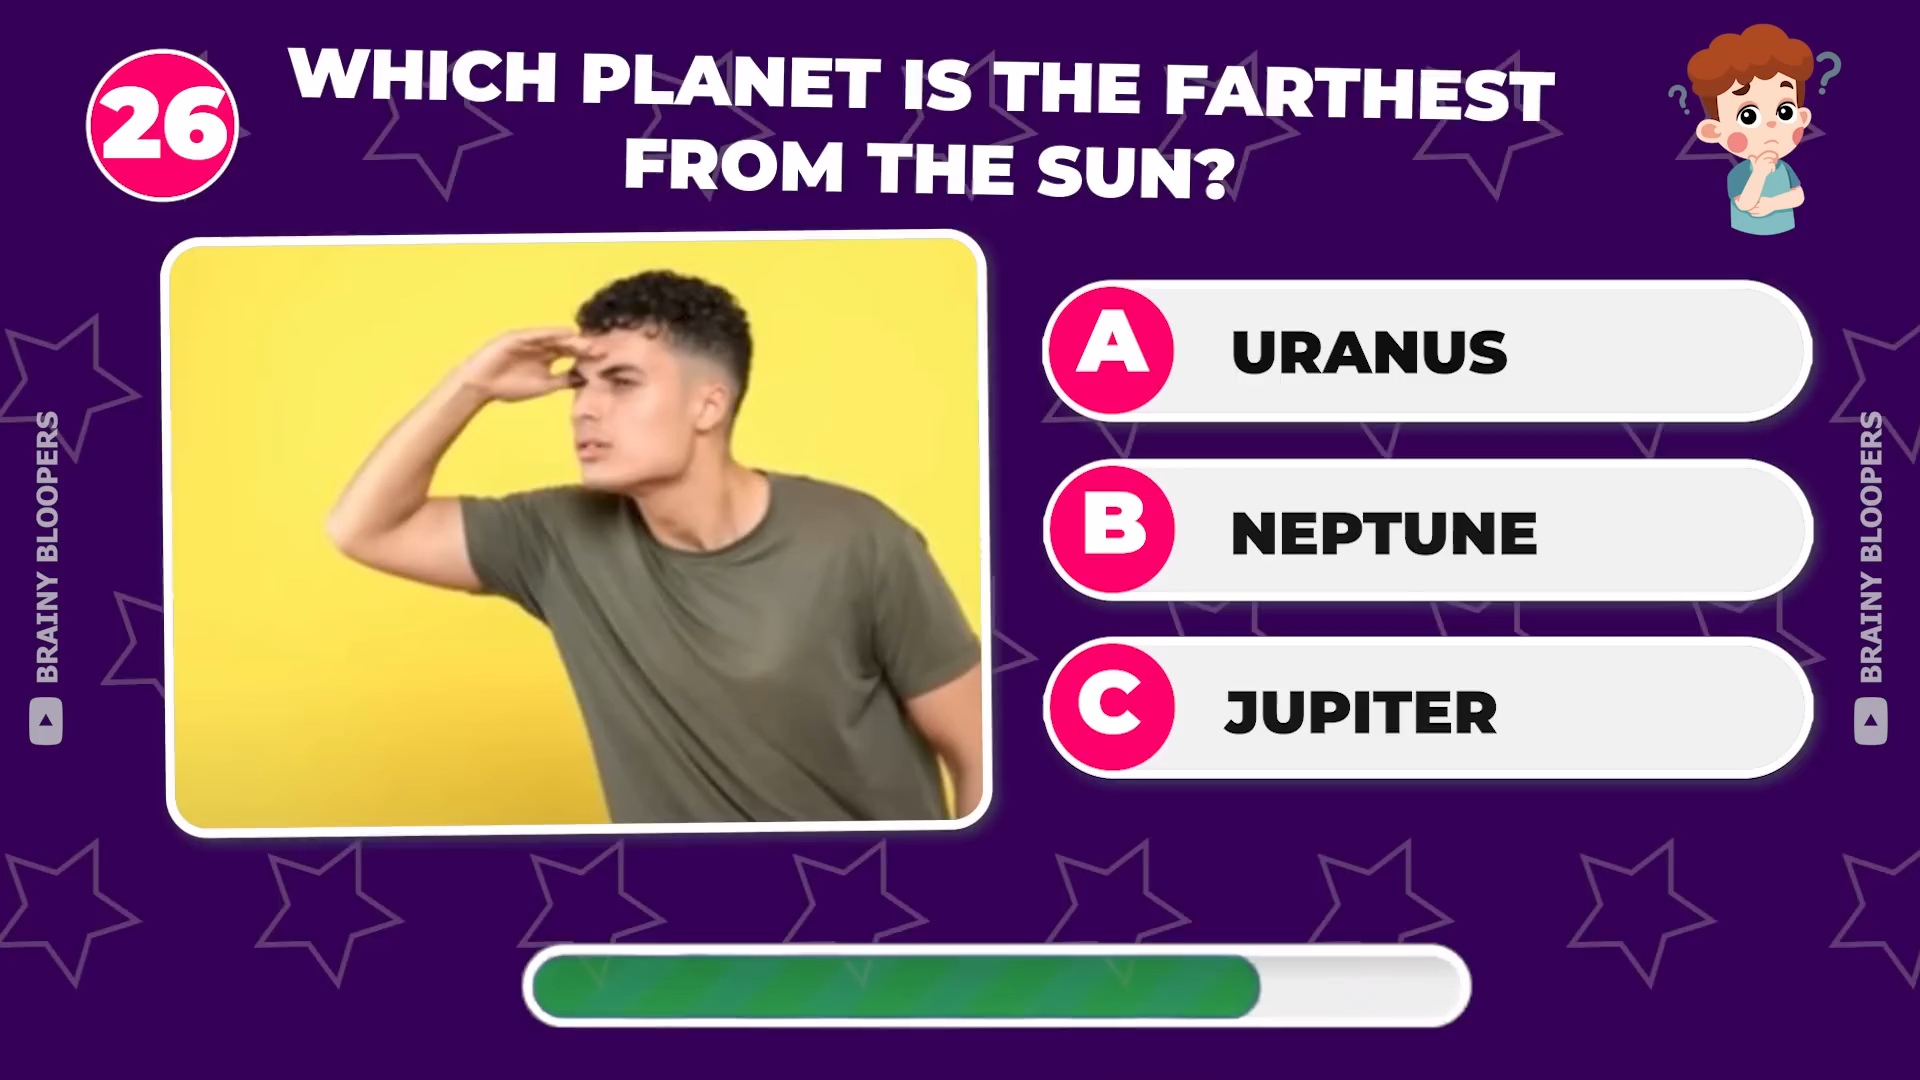 26
WHICH PLANET IS THE FARTHEST
FROM THE SUN?
A URANUS
B NEPTUNE
C JUPITER
BRAINY BLOOPERS
BRAINY BLOOPERS